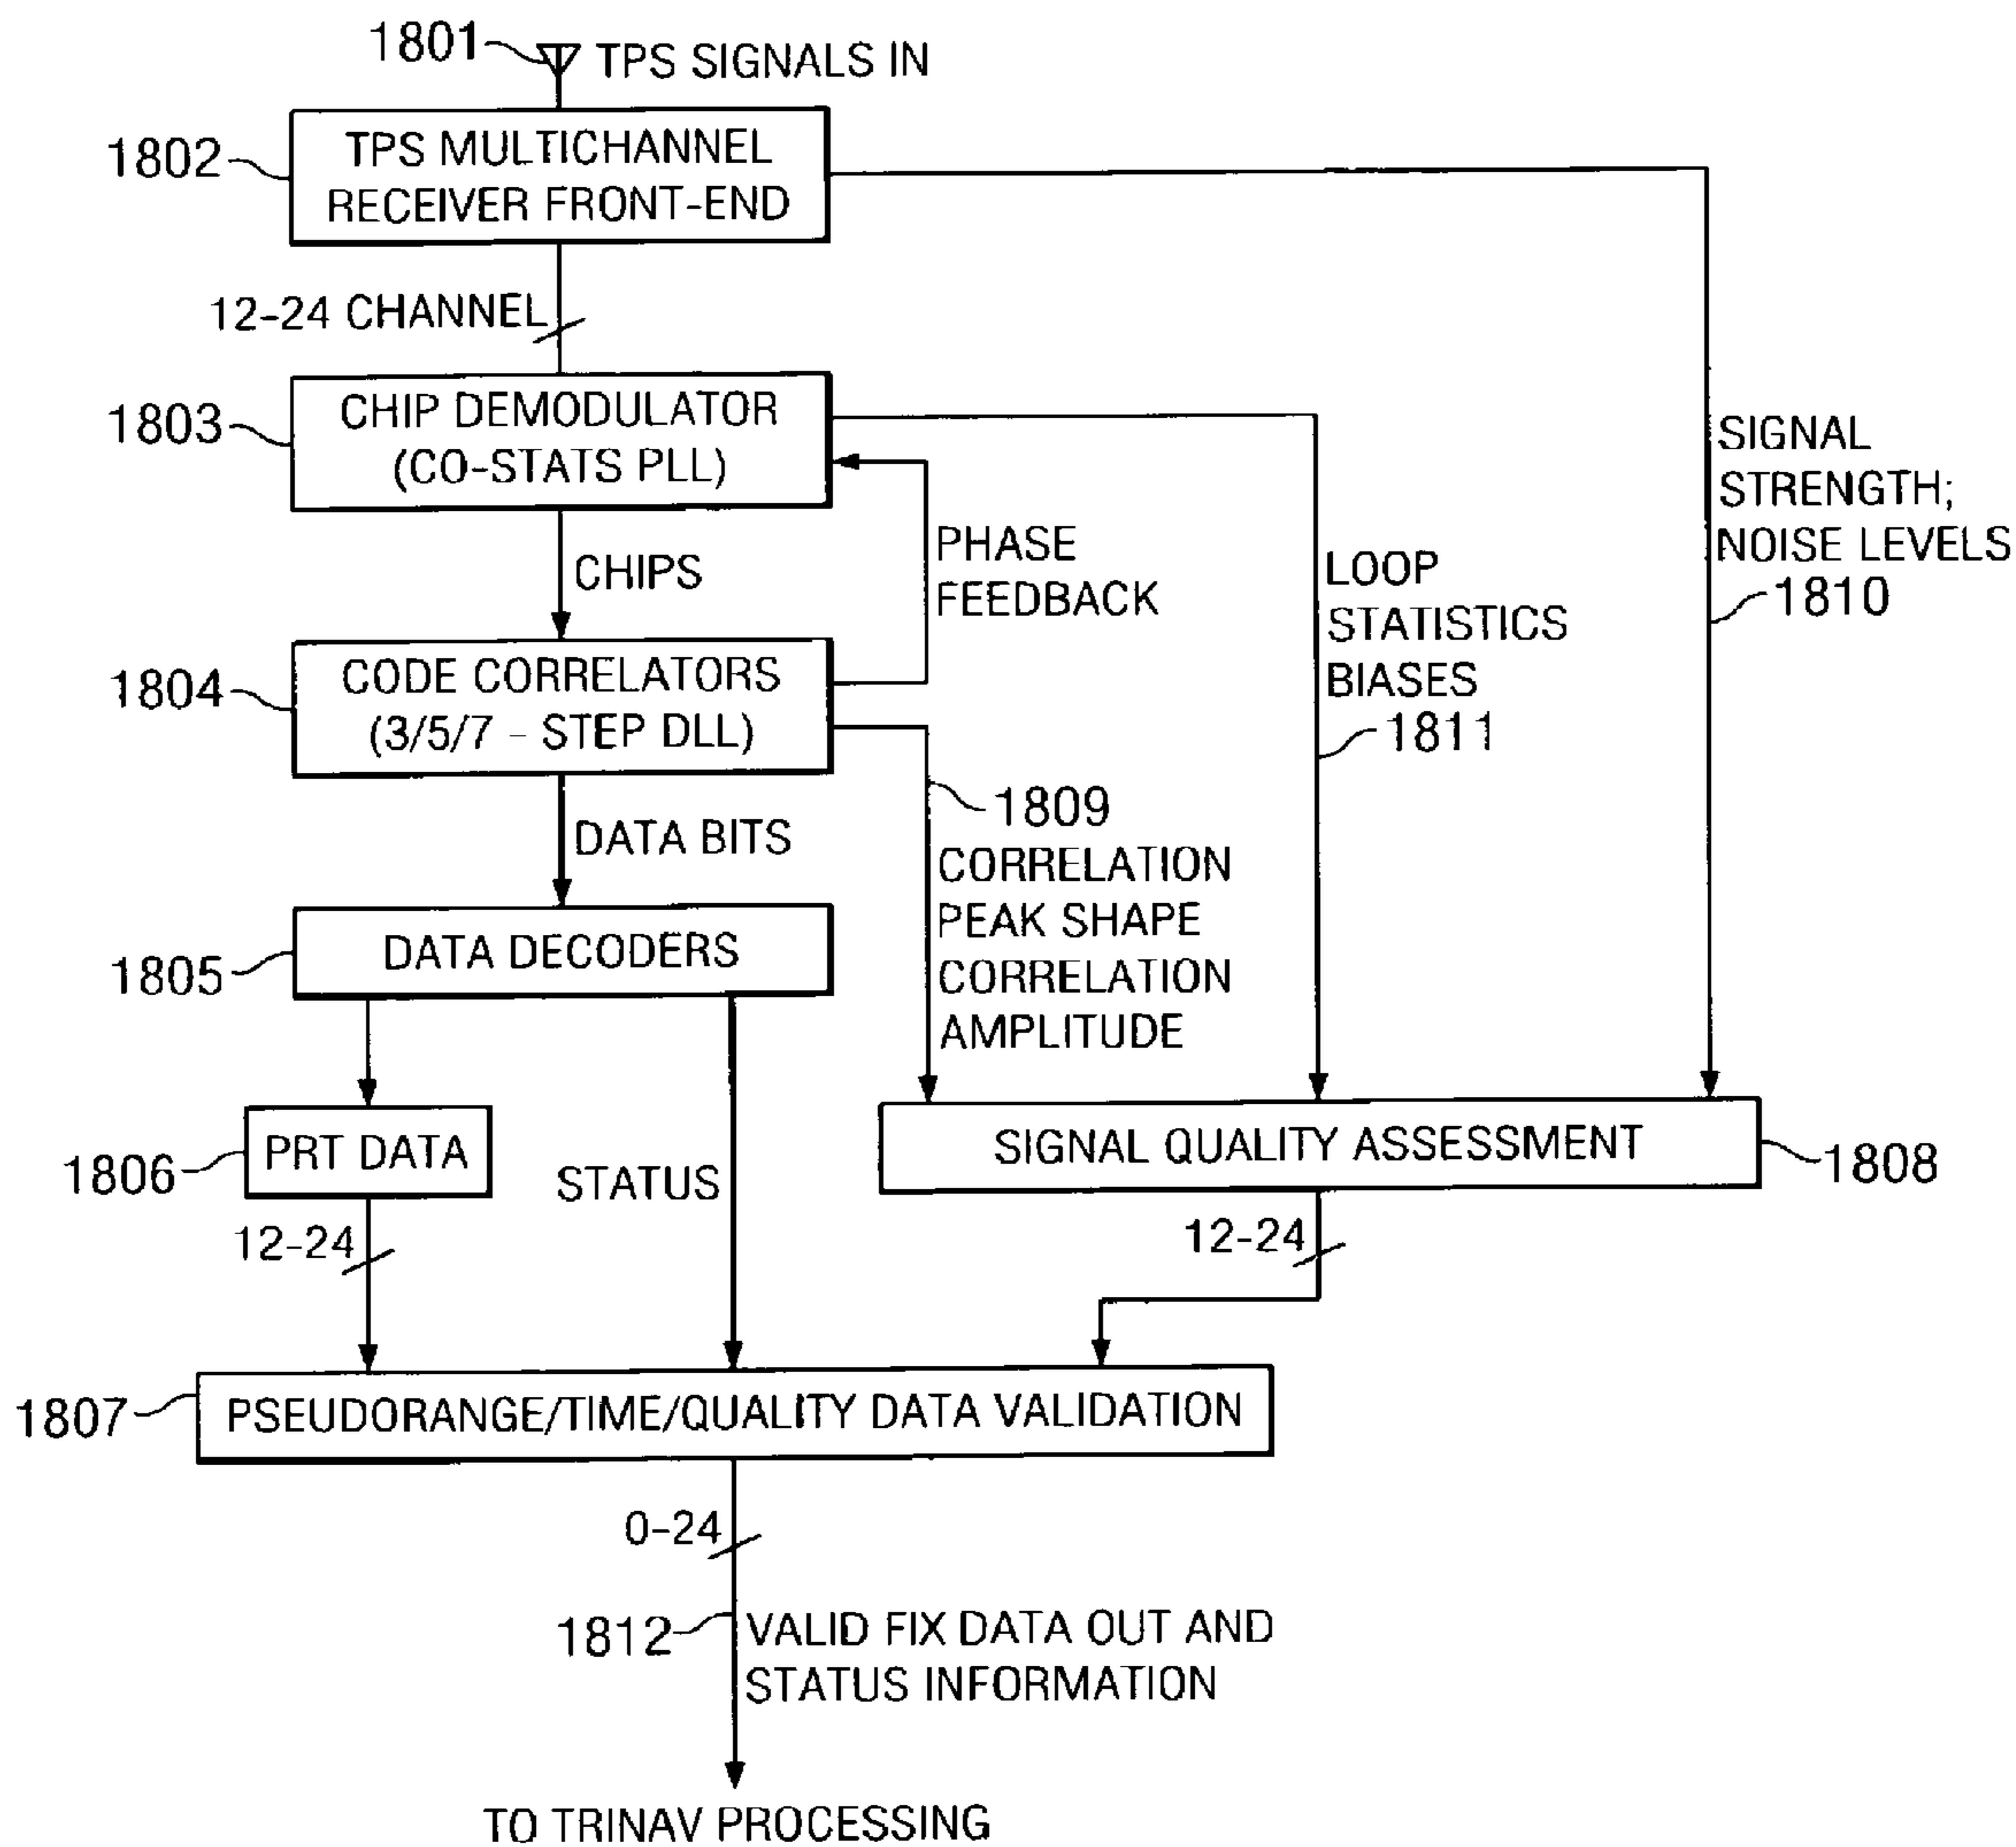 1801
TPS SIGNALS IN
1802
TPS MULTICHANNEL
RECEIVER FRONT-END
12-24 CHANNEL
1803
CHIP DEMODULATOR
(CO-STATS PLL)
SIGNAL
STRENGTH;
NOISE LEVELS
1810
PHASE
FEEDBACK
CHIPS
LOOP
STATISTICS
BIASES
1811
1804
CODE CORRELATORS
(3/5/7 - STEP DLL)
1809
CORRELATION
PEAK SHAPE
CORRELATION
AMPLITUDE
DATA BITS
1805
DATA DECODERS
1806
PRT DATA
STATUS
SIGNAL QUALITY ASSESSMENT
1808
12-24
12-24
1807
PSEUDORANGE/TIME/QUALITY DATA VALIDATION
0-24
1812
VALID FIX DATA OUT AND
STATUS INFORMATION
TO TRINAV PROCESSING